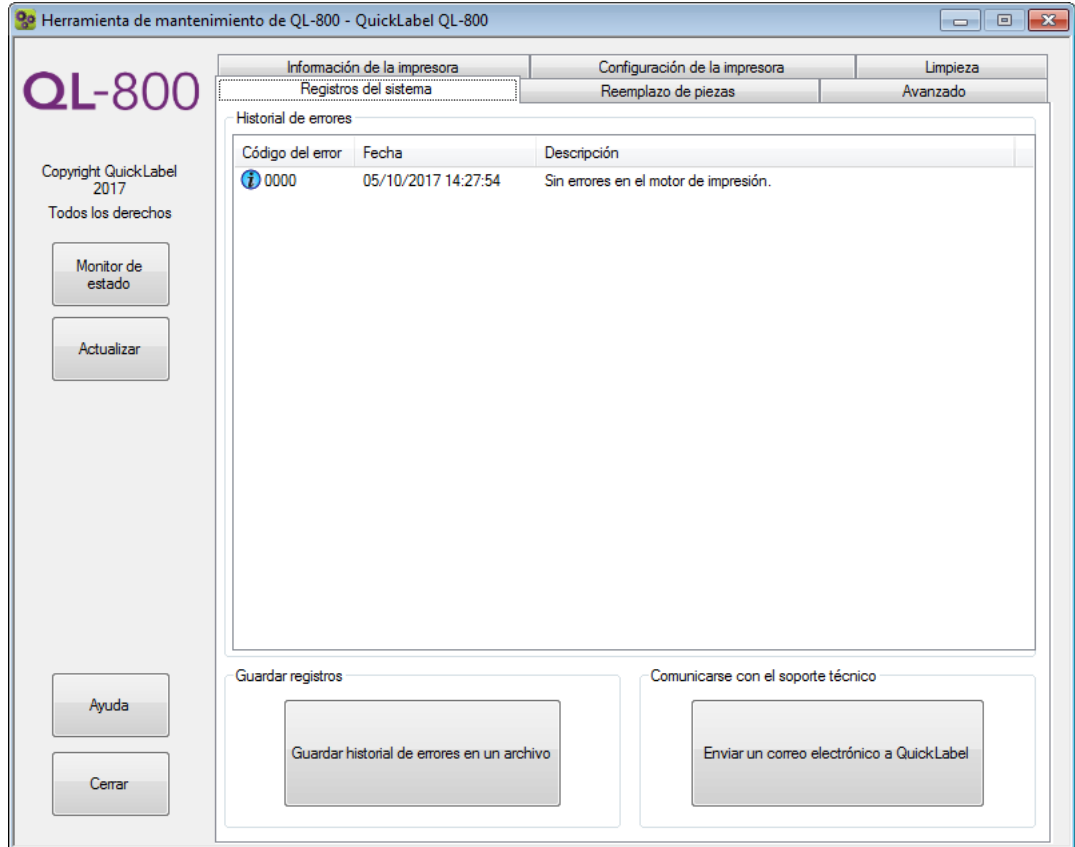 Herramienta de mantenimiento de QL-800 - QuickLabel QL-800
QL-800
Copyright QuickLabel
2017
Todos los derechos
Monitor de
estado
Actualizar
Ayuda
Cerrar
Información de la impresora
Configuración de la impresora
Limpieza
Registros del sistema
Reemplazo de piezas
Avanzado
Historial de errores
Código del error Fecha Descripción
0000 05/10/2017 14:27:54 Sin errores en el motor de impresión.
Guardar registros
Guardar historial de errores en un archivo
Comunicarse con el soporte técnico
Enviar un correo electrónico a QuickLabel